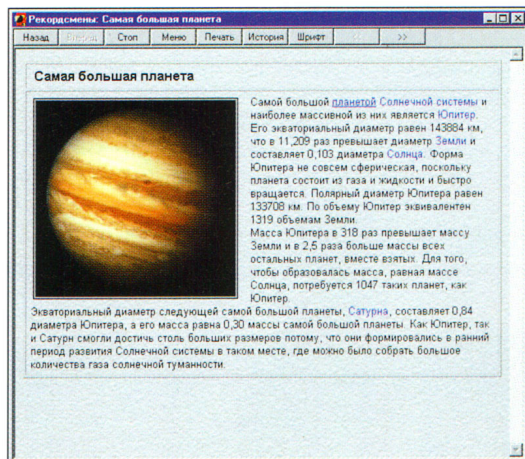 Рекордсмены: Самая большая планета
Назад Вперед Стоп Меню Печать История Шрифт << >>
Самая большая планета
Самой большой планетой Солнечной системы и
наиболее массивной из них является Юпитер.
Его экваториальный диаметр равен 143884 км,
что в 11,209 раз превышает диаметр Земли и
составляет 0,103 диаметра Солнца. Форма
Юпитера не совсем сферическая, поскольку
планета состоит из газа и жидкости и быстро
вращается. Полярный диаметр Юпитера равен
133708 км. По объему Юпитер эквивалентен
1319 объемам Земли.
Масса Юпитера в 318 раз превышает массу
Земли и в 2,5 раза больше массы всех
остальных планет, вместе взятых. Для того,
чтобы образовалась масса, равная массе
Солнца, потребуется 1047 таких планет, как
Юпитер.
Экваториальный диаметр следующей самой большой планеты, Сатурна, составляет 0,84
диаметра Юпитера, а его масса равна 0,30 массы самой большой планеты. Как Юпитер, так
и Сатурн смогли достичь столь больших размеров потому, что они формировались в ранний
период развития Солнечной системы в таком месте, где можно было собрать большое
количества газа солнечной туманности.